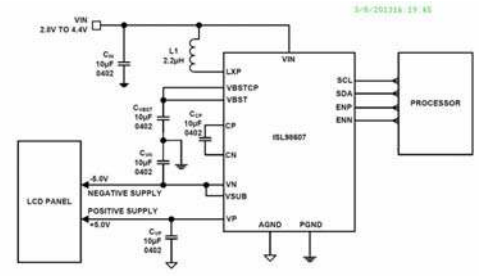 3/8/201316 19 45
VIN
2.8V TO 4.4V
CIN
10µF
0402
L1
2.2µH
LXP
VIN
VBSTCP
VBST
CVBST
10µF
0402
CP
CCP
10µF
0402
CN
CVN
10µF
0402
ISL98607
SCL
SDA
ENP
ENN
PROCESSOR
LCD PANEL
-5.0V
NEGATIVE SUPPLY
VN
VSUB
POSITIVE SUPPLY
+5.0V
VP
CVP
10µF
0402
AGND
PGND